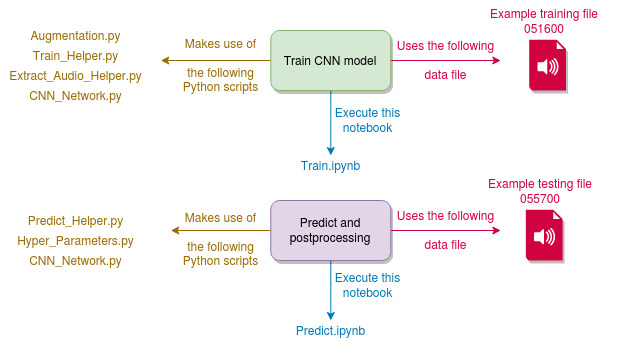 Augmentation.py
Train_Helper.py
Extract_Audio_Helper.py
CNN_Network.py
Makes use of
the following
Python scripts
Train CNN model
Uses the following
data file
Example training file
051600
Execute this
notebook
Train.ipynb
Predict_Helper.py
Hyper_Parameters.py
CNN_Network.py
Makes use of
the following
Python scripts
Predict and
postprocessing
Uses the following
data file
Example testing file
055700
Execute this
notebook
Predict.ipynb